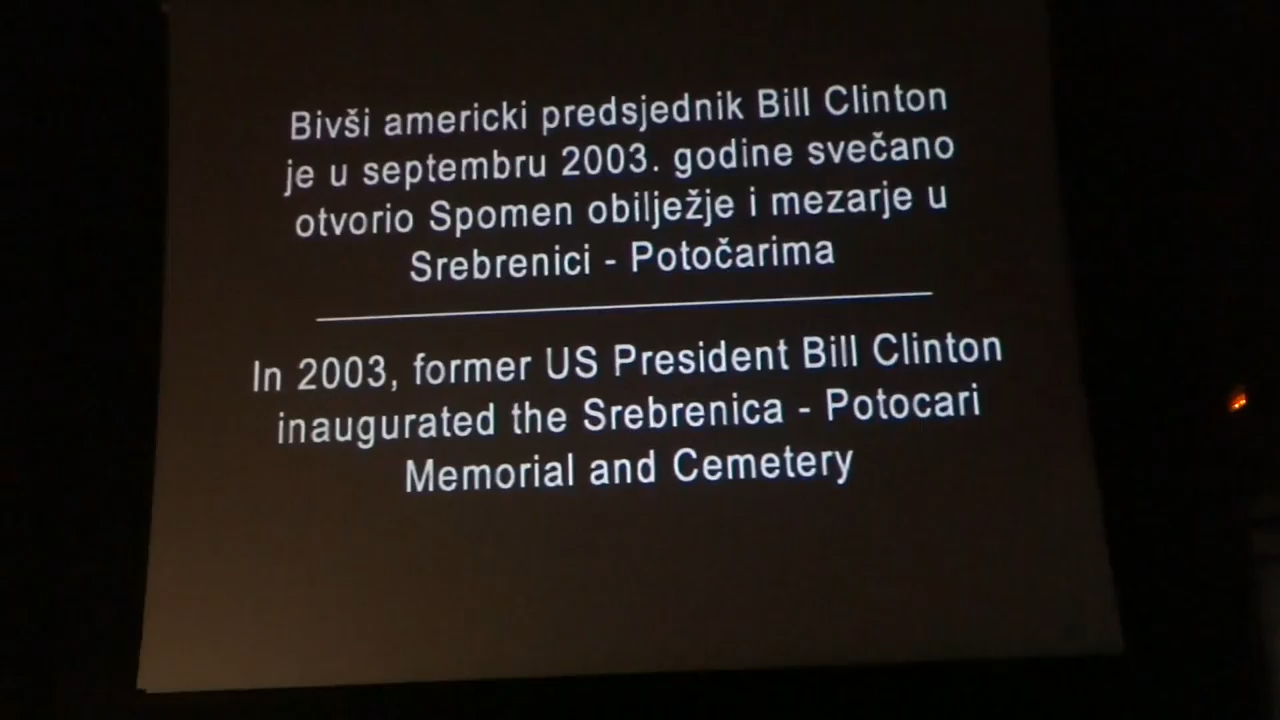 Bivši americki predsjednik Bill Clinton
je u septembru 2003. godine svečano
otvorio Spomen obilježje i mezarje u
Srebrenici - Potočarima
In 2003, former US President Bill Clinton
inaugurated the Srebrenica - Potocari
Memorial and Cemetery